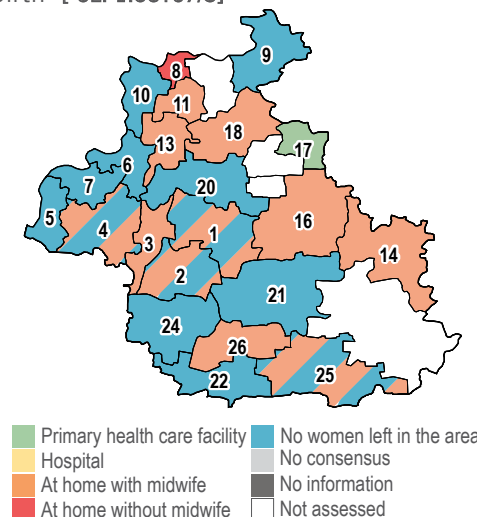 9
8
10
11
18
13
17
6
7
20
5
4
3
1
16
14
2
21
24
26
22
25
Primary health care facility
Hospital
At home with midwife
At home without midwife
No women left in the area
No consensus
No information
Not assessed